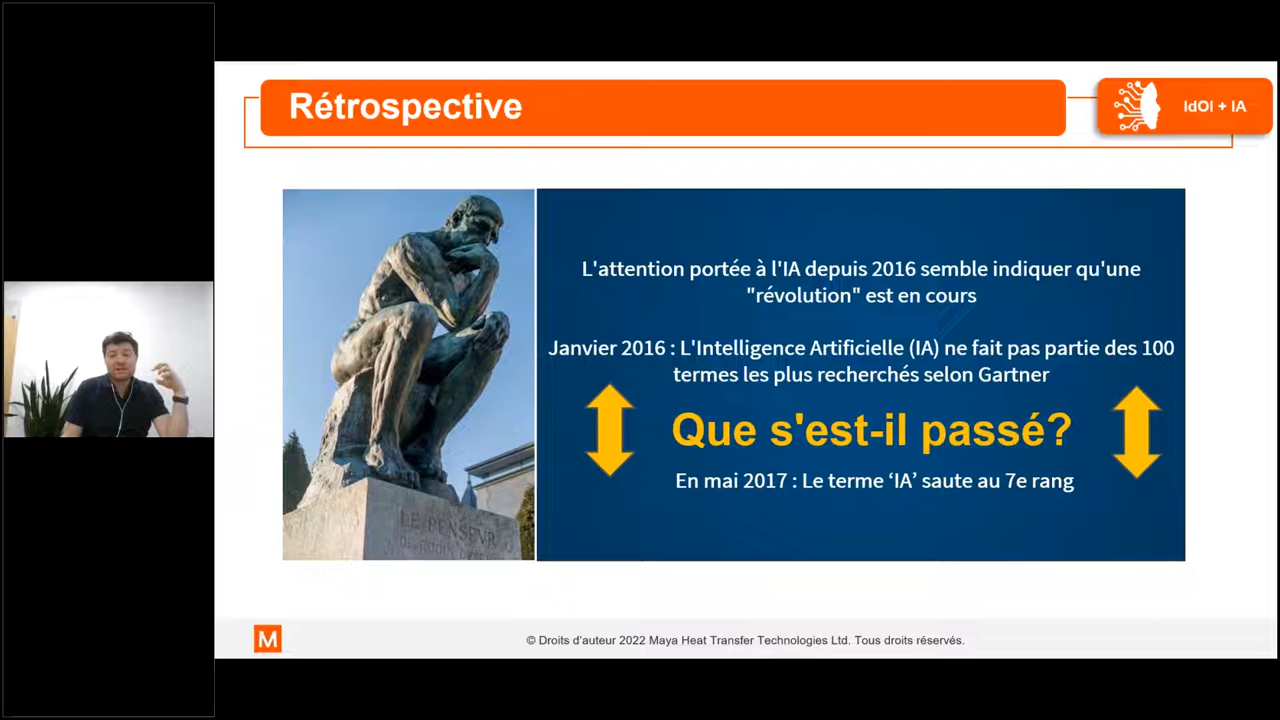 Rétrospective
IdOI + IA
L'attention portée à l'IA depuis 2016 semble indiquer qu'une
"révolution" est en cours
Janvier 2016 : L'Intelligence Artificielle (IA) ne fait pas partie des 100
termes les plus recherchés selon Gartner
Que s'est-il passé?
En mai 2017 : Le terme ‘IA’ saute au 7e rang
LE PENSEVR
DE RODIN
M
© Droits d'auteur 2022 Maya Heat Transfer Technologies Ltd. Tous droits réservés.